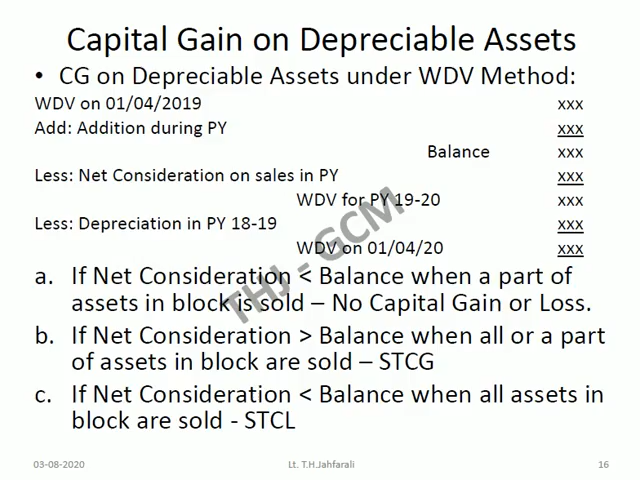 Capital Gain on Depreciable Assets
• CG on Depreciable Assets under WDV Method:
WDV on 01/04/2019 xxx
Add: Addition during PY xxx
Balance xxx
Less: Net Consideration on sales in PY xxx
WDV for PY 19-20 xxx
Less: Depreciation in PY 18-19 xxx
WDV on 01/04/20 xxx
a. If Net Consideration < Balance when a part of
assets in block is sold – No Capital Gain or Loss.
b. If Net Consideration > Balance when all or a part
of assets in block are sold – STCG
c. If Net Consideration < Balance when all assets in
block are sold - STCL
THJ - GCM
03-08-2020 Lt. T.H.Jahfarali 16